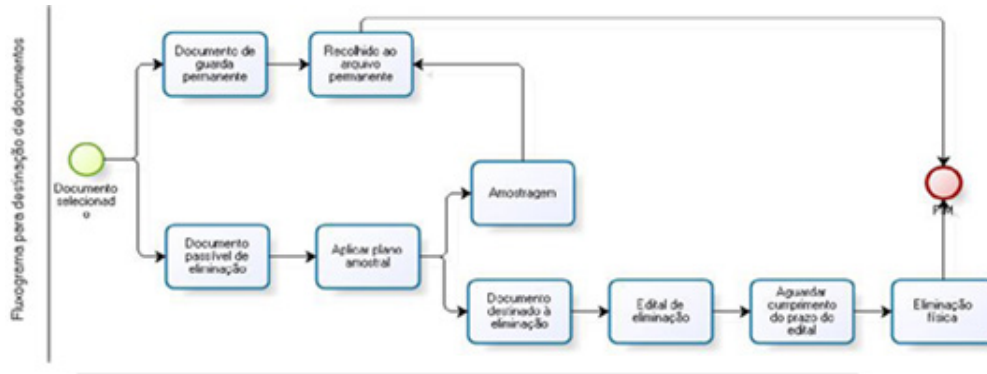 Fluxograma para destinação de documentos
Documento de
guarda
permanente
Recolhido ao
arquivo
permanente
Documento
selecionad
o
Amostragem
Documento
passível de
eliminação
Aplicar plano
amostral
Documento
destinado à
eliminação
Edital de
eliminação
Aguardar
cumprimento
do prazo do
edital
Eliminação
física